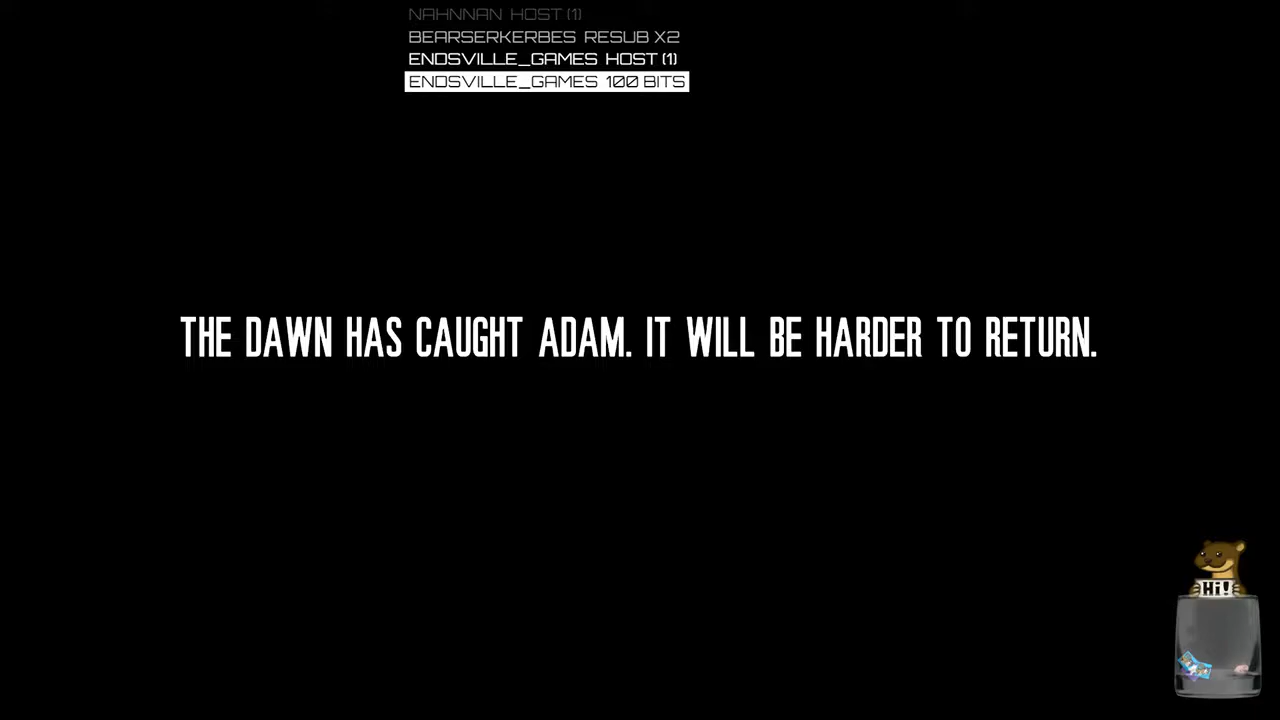 NAHNNAN HOST (1)
BEARSERKERBES RESUB X2
ENDSVILLE_GAMES HOST (1)
ENDSVILLE_GAMES 100 BITS
THE DAWN HAS CAUGHT ADAM. IT WILL BE HARDER TO RETURN.
Hi!